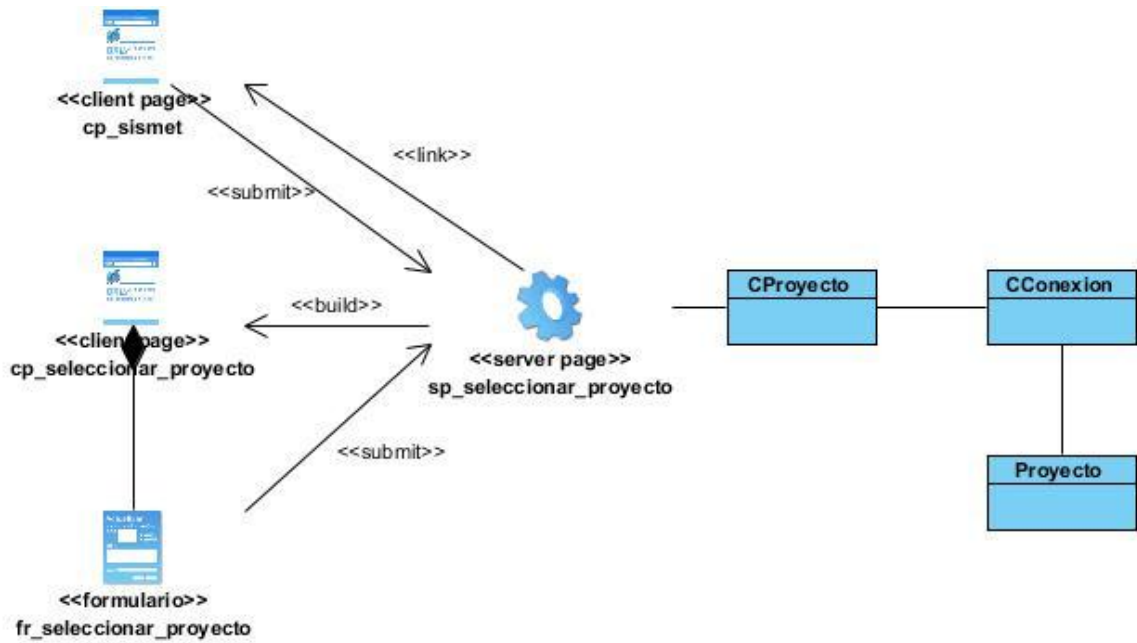 <<client page>>
cp_sismet
<<link>>
<<submit>>
<<build>>
<<client page>>
cp_seleccionar_proyecto
<<server page>>
sp_seleccionar_proyecto
CProyecto
CConexion
<<submit>>
Proyecto
<<formulario>>
fr_seleccionar_proyecto